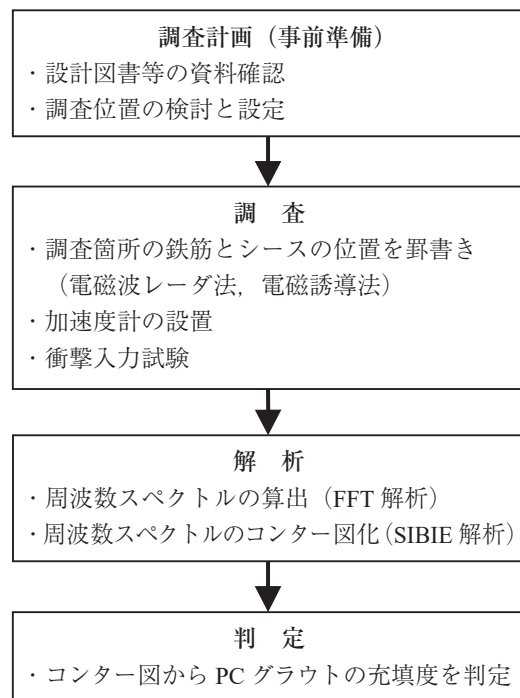 調査計画（事前準備）
・設計図書等の資料確認
・調査位置の検討と設定
調　査
・調査箇所の鉄筋とシースの位置を罫書き
（電磁波レーダ法，電磁誘導法）
・加速度計の設置
・衝撃入力試験
解　析
・周波数スペクトルの算出（FFT 解析）
・周波数スペクトルのコンター図化（SIBIE 解析）
判　定
・コンター図から PC グラウトの充填度を判定